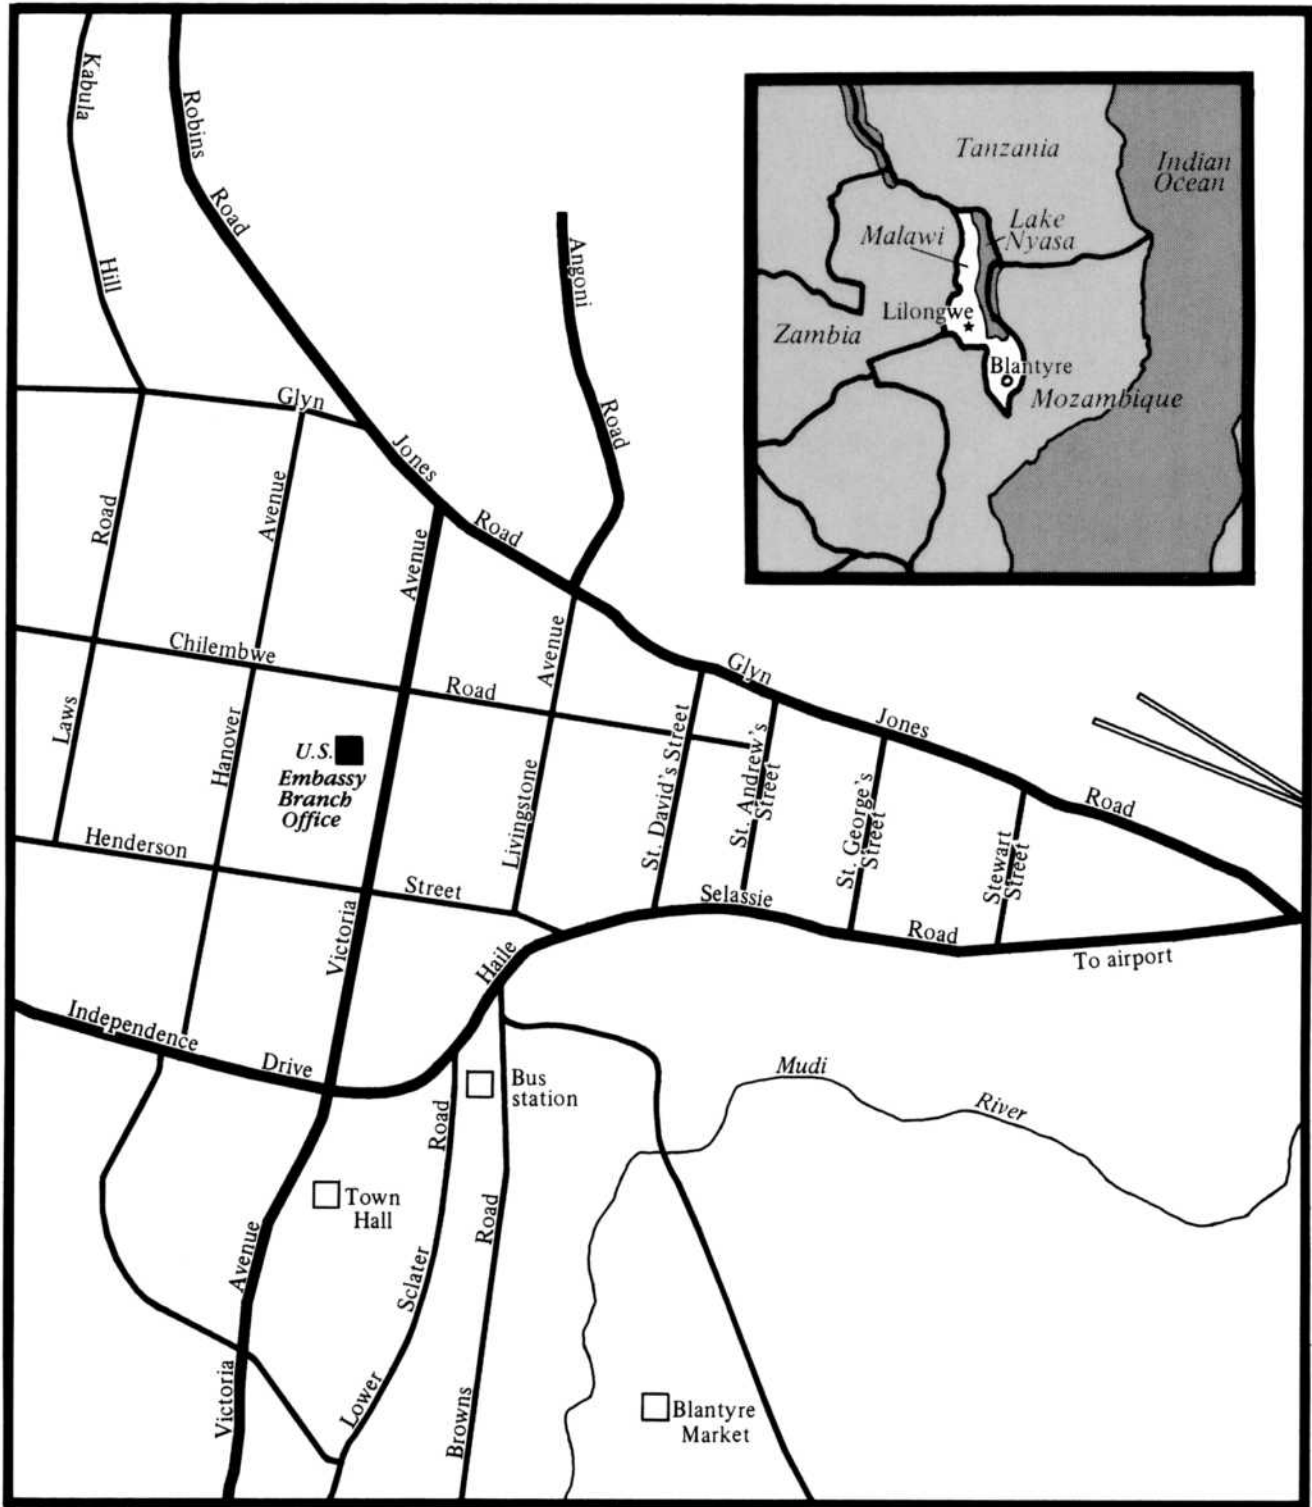 Kabula
Hill
Robins
Road
Angoni
Road
Tanzania
Indian
Ocean
Malawi
Lake
Nyasa
Lilongwe
Zambia
Blantyre
Mozambique
Glyn
Jones
Road
Road
Avenue
Avenue
Chilembwe
Road
Avenue
Glyn
Jones
Road
Laws
Hanover
U.S.
Embassy
Branch
Office
Livingstone
St. David's Street
St. Andrew's
Street
St. George's
Street
Stewart
Street
Henderson
Street
Victoria
Haile
Selassie
Road
To airport
Independence
Drive
Bus
station
Mudi
River
Road
Town
Hall
Road
Avenue
Sclater
Victoria
Lower
Browns
Blantyre
Market